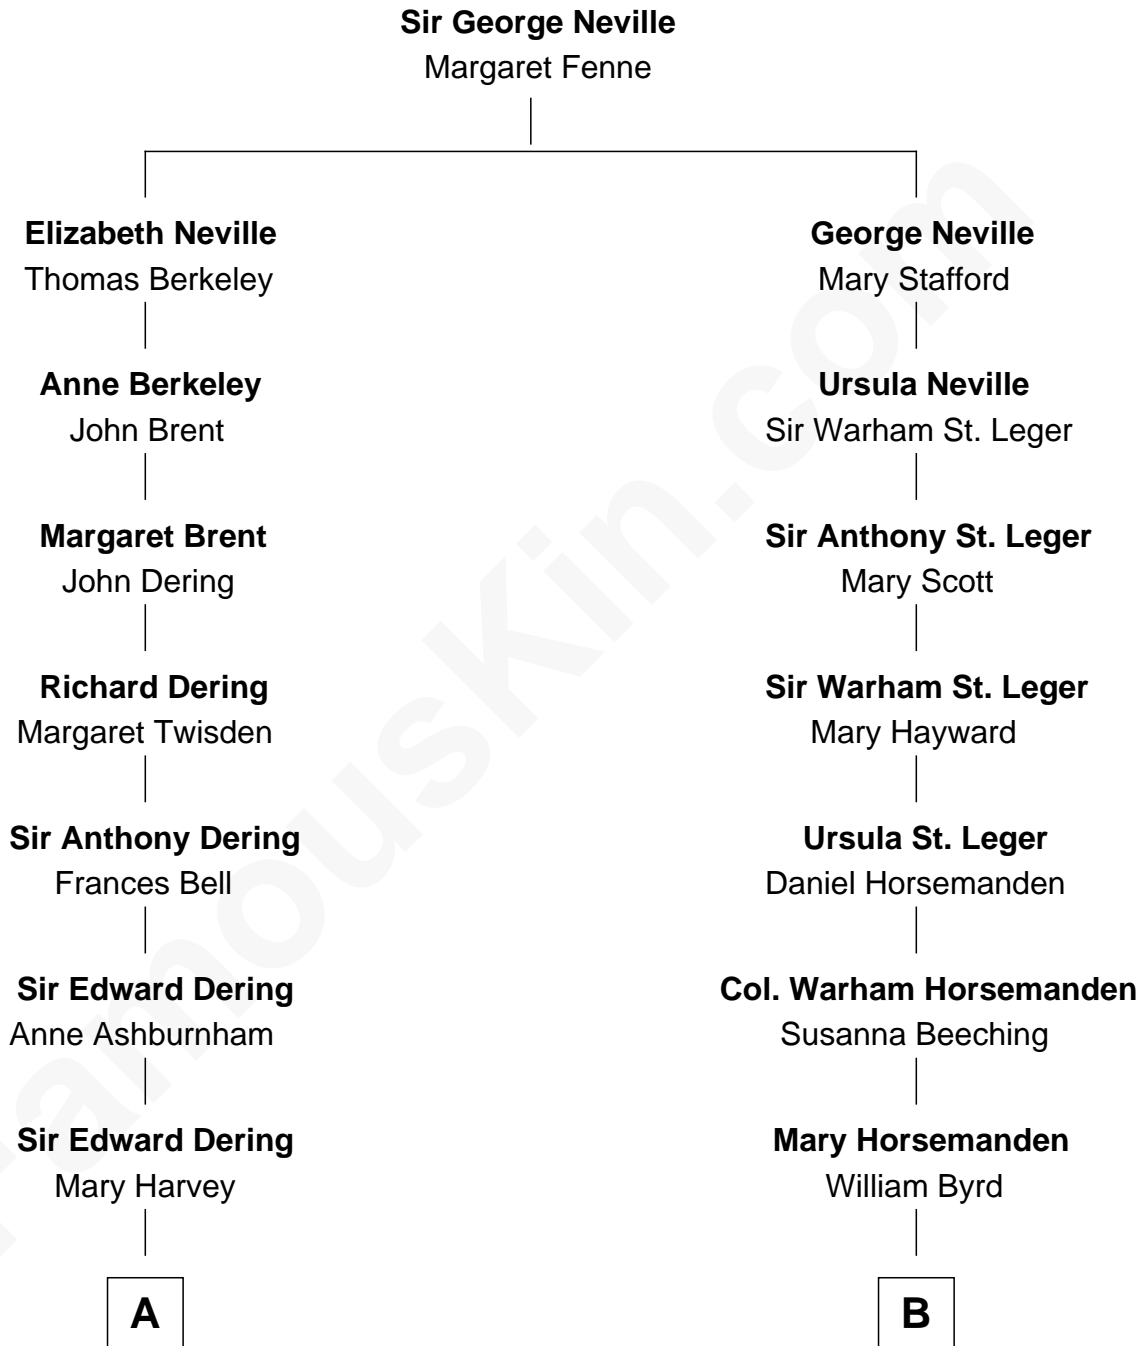 Sir George Neville
Margaret Fenne
Elizabeth Neville
Thomas Berkeley
George Neville
Mary Stafford
Anne Berkeley
John Brent
Ursula Neville
Sir Warham St. Leger
Margaret Brent
John Dering
Sir Anthony St. Leger
Mary Scott
Richard Dering
Margaret Twisden
Sir Warham St. Leger
Mary Hayward
Sir Anthony Dering
Frances Bell
Ursula St. Leger
Daniel Horsemanden
Sir Edward Dering
Anne Ashburnham
Col. Warham Horsemanden
Susanna Beeching
Sir Edward Dering
Mary Harvey
Mary Horsemanden
William Byrd
A
B
FamousKin.com